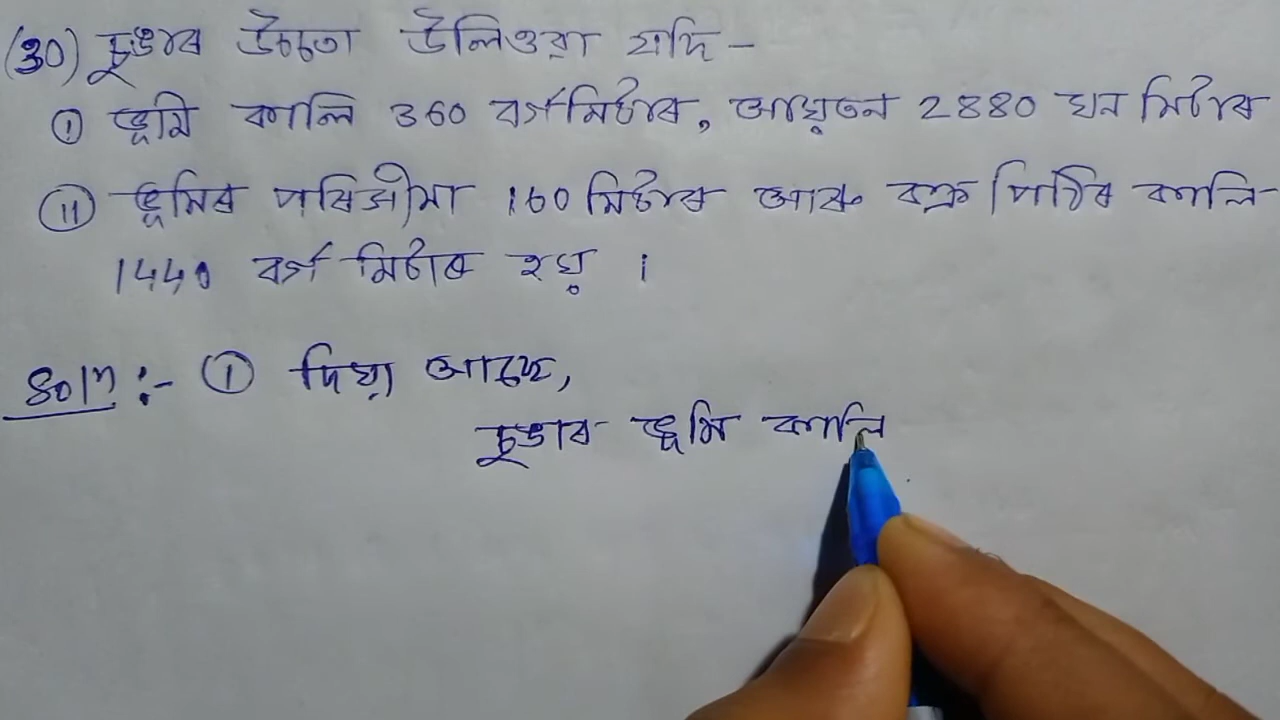 (30) চুঙাৰ উচ্চতা উলিওৱা যদি -
(i) ভূমি কালি 360 বৰ্গমিটাৰ, আয়তন 2880 ঘন মিটাৰ
(ii) ভূমিৰ পৰিসীমা 160 মিটাৰ আৰু বক্ৰ পিঠিৰ কালি
1440 বৰ্গ মিটাৰ হয় ।
Soln :- (i) দিয়া আছে,
চুঙাৰ ভূমি কালি